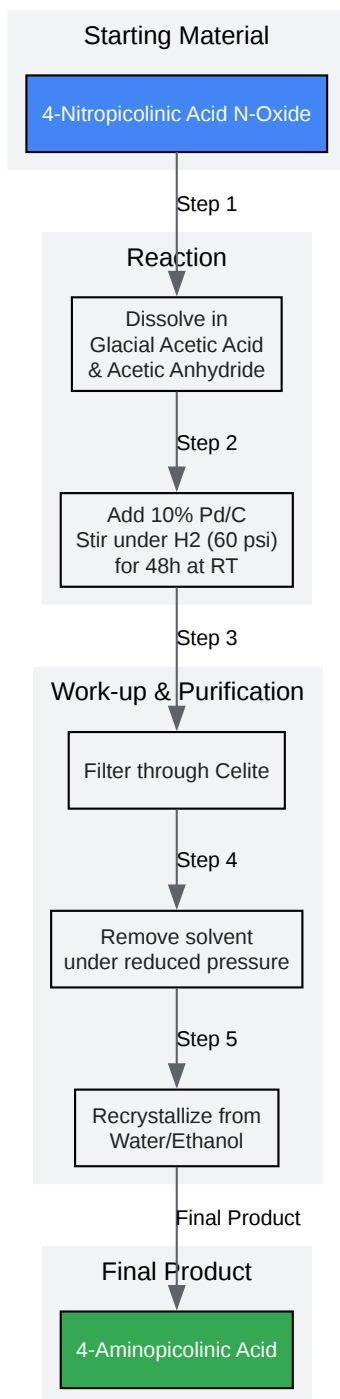 Starting Material
4-Nitropicolinic Acid N-Oxide
Step 1
Reaction
Dissolve in
Glacial Acetic Acid
& Acetic Anhydride
Step 2
Add 10% Pd/C
Stir under H2 (60 psi)
for 48h at RT
Step 3
Work-up & Purification
Filter through Celite
Step 4
Remove solvent
under reduced pressure
Step 5
Recrystallize from
Water/Ethanol
Final Product
Final Product
4-Aminopicolinic Acid